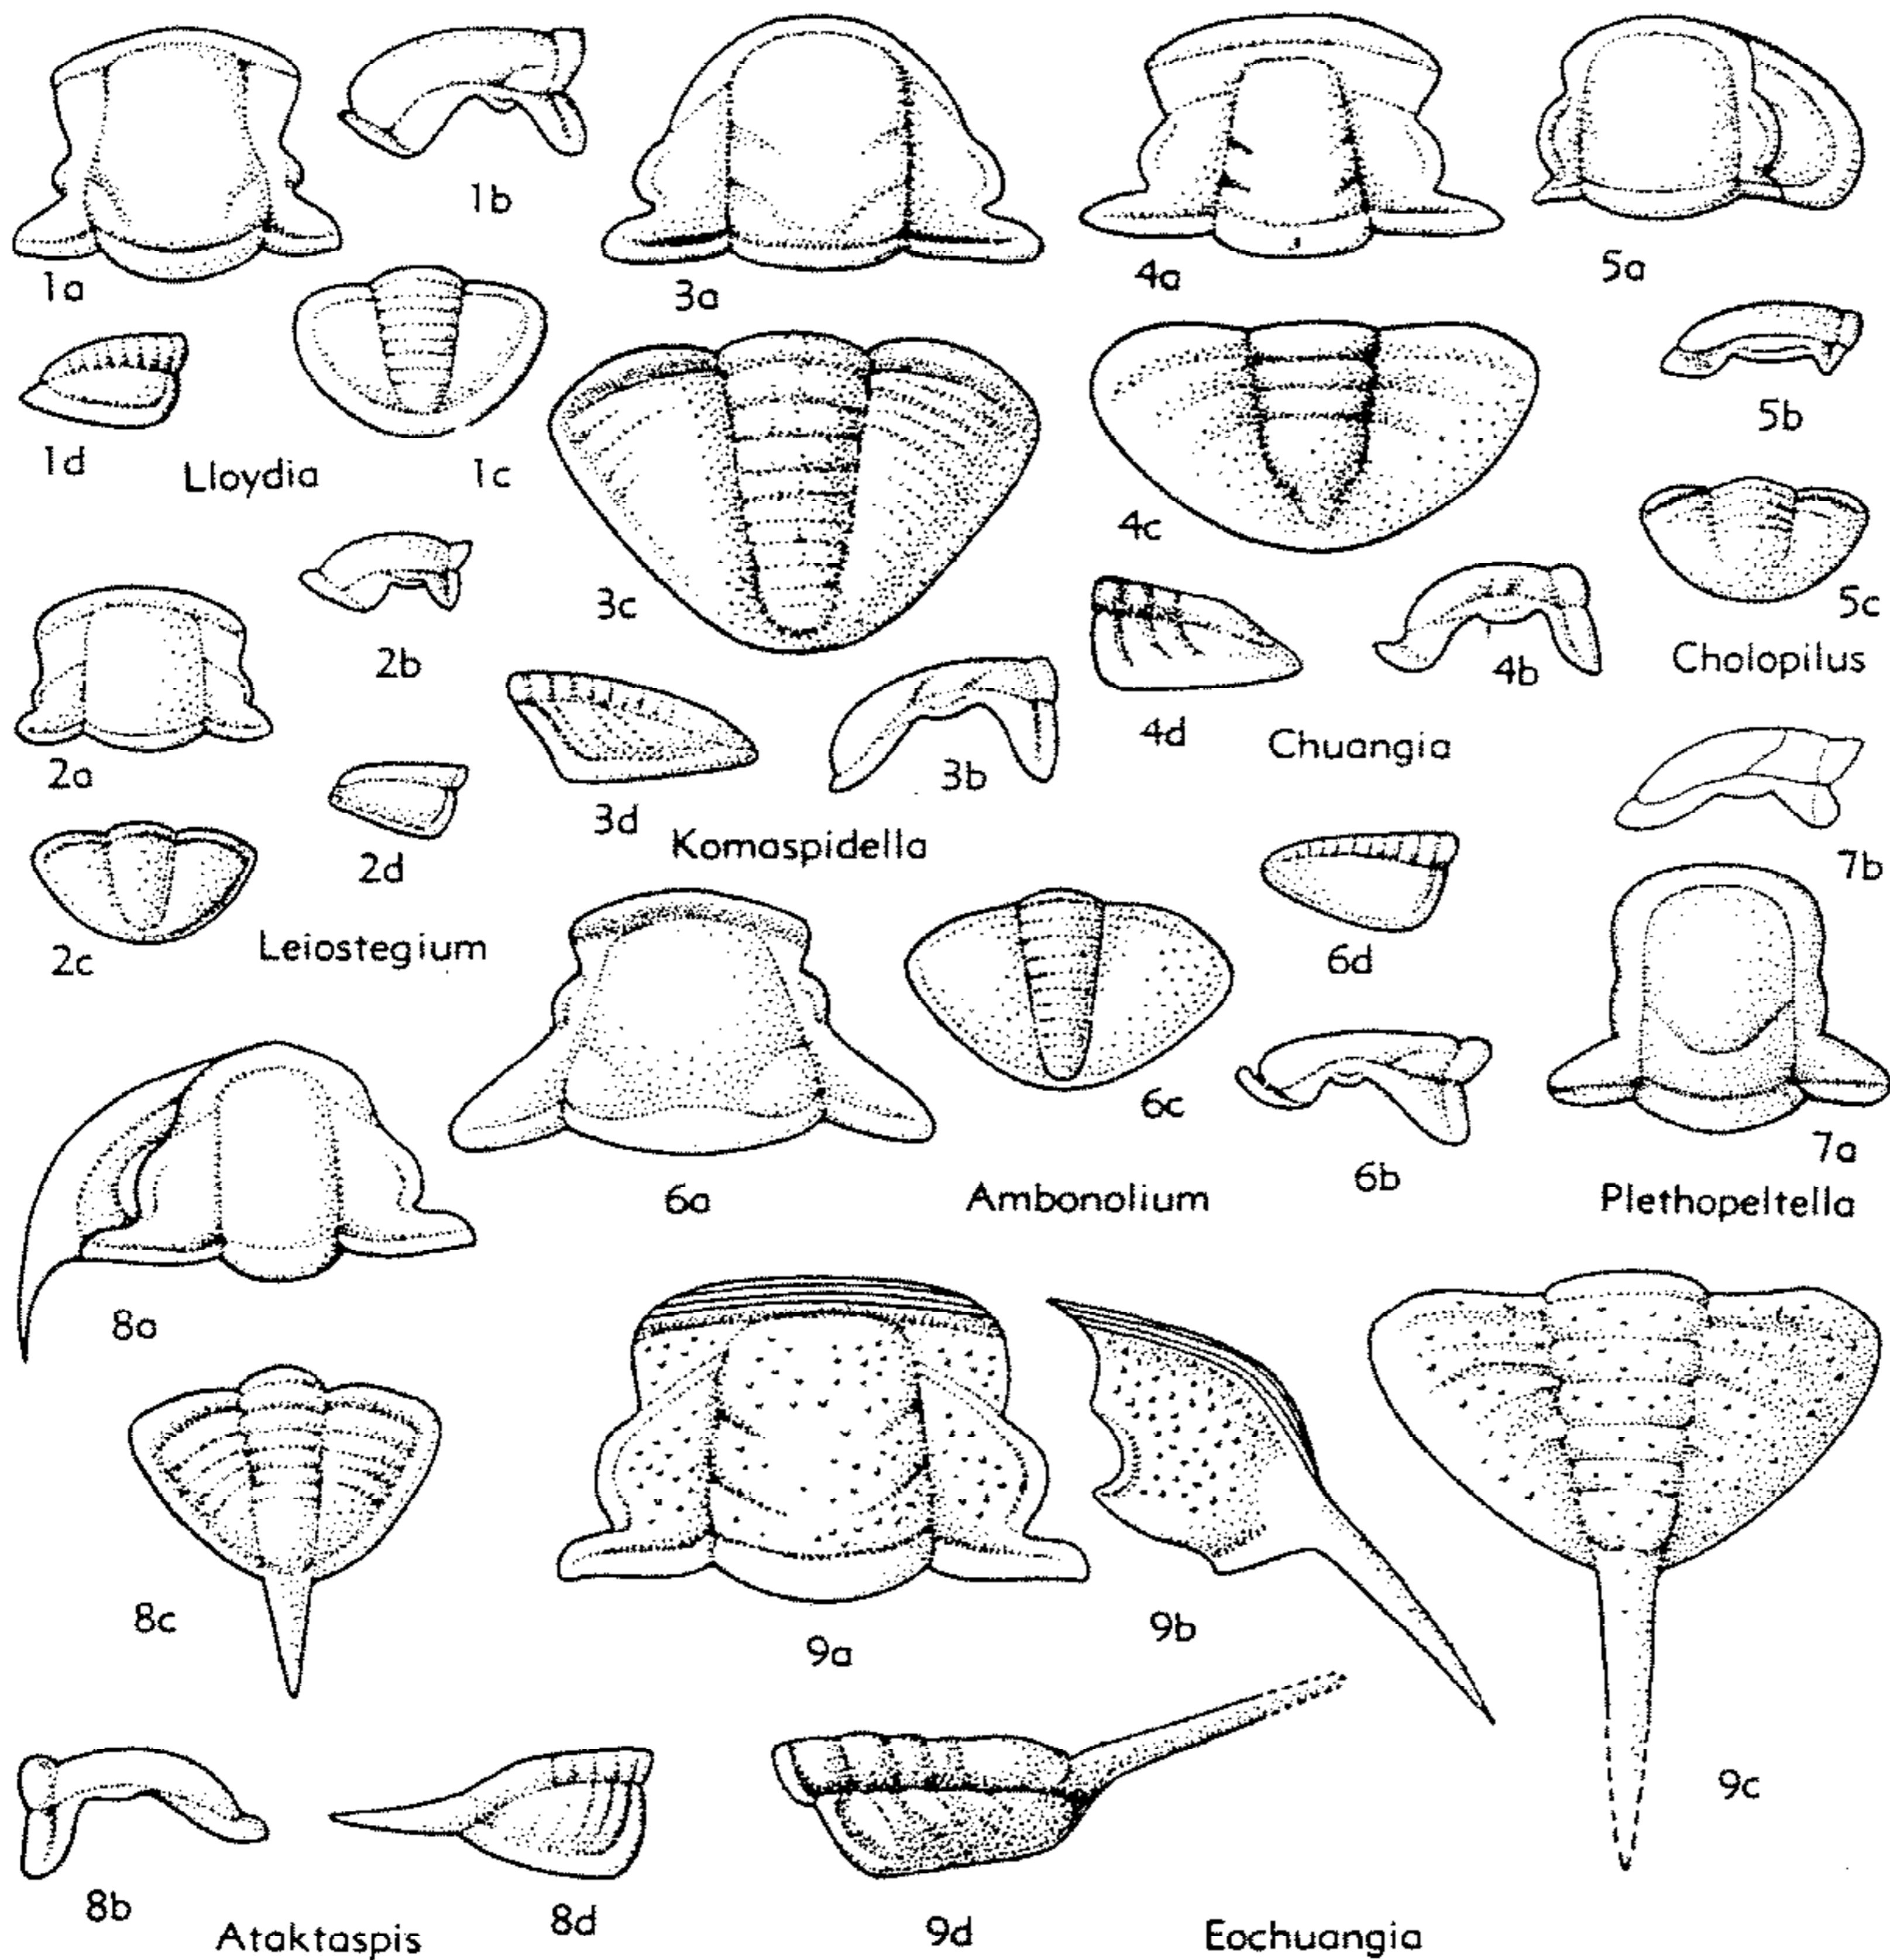 1a
1b
3a
4a
5a
1d
Lloydia
1c
5b
2a
2b
3c
4c
5c
Cholopilus
2c
2d
3d
Komaspidella
3b
4d
Chuangia
4b
7b
Leiostegium
6d
8a
6a
6c
Ambonolium
6b
7a
Plethopeltella
8c
9a
9b
9c
8b
Ataktaspis
8d
9d
Eochuangia